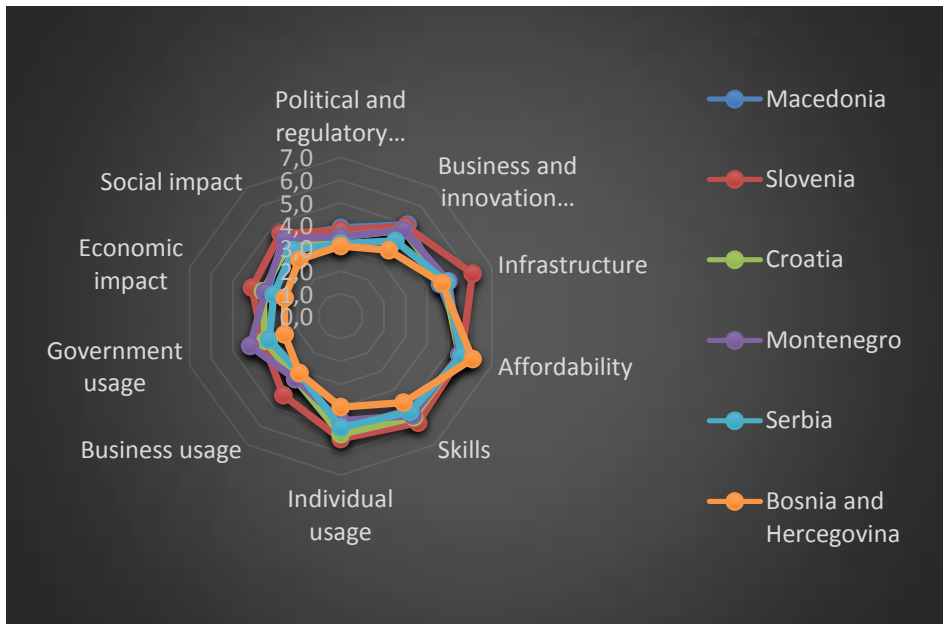 Political and
regulatory...
Business and
innovation...
Infrastructure
Affordability
Skills
Individual
usage
Business usage
Government
usage
Economic
impact
Social impact
7,0
6,0
5,0
4,0
3,0
2,0
1,0
0,0
Macedonia
Slovenia
Croatia
Montenegro
Serbia
Bosnia and
Hercegovina